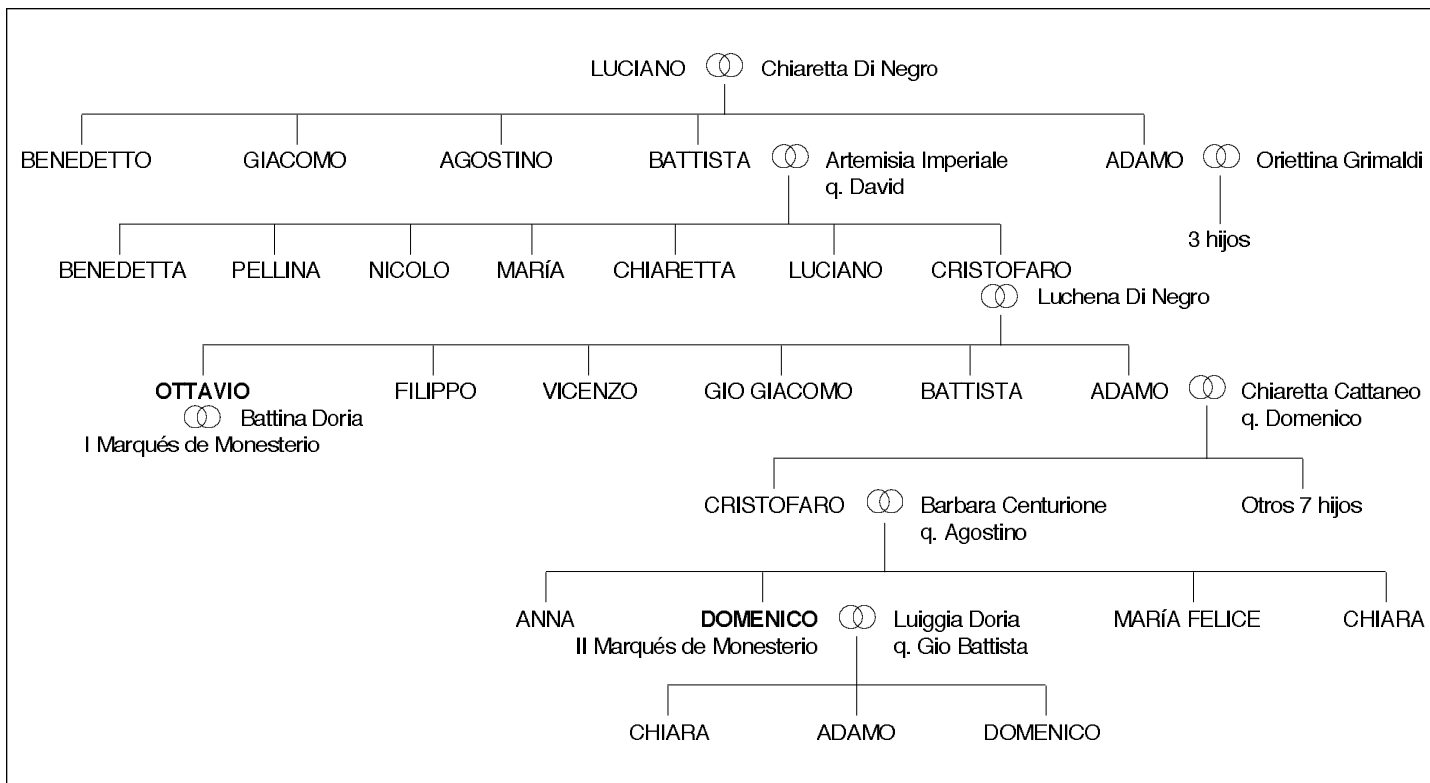 LUCIANO Chiaretta Di Negro
BENEDETTO GIACOMO AGOSTINO BATTISTA Artemisia Imperiale ADAMO Oriettina Grimaldi
q. David
3 hijos
BENEDETTA PELLINA NICOLO MARÍA CHIARETTA LUCIANO CRISTOFARO
Luchena Di Negro
OTTAVIO FILIPPO VICENZO GIO GIACOMO BATTISTA ADAMO Chiaretta Cattaneo
Battina Doria q. Domenico
I Marqués de Monesterio
CRISTOFARO Barbara Centurione Otros 7 hijos
q. Agostino
ANNA DOMENICO Luiggia Doria MARÍA FELICE CHIARA
II Marqués de Monesterio q. Gio Battista
CHIARA ADAMO DOMENICO